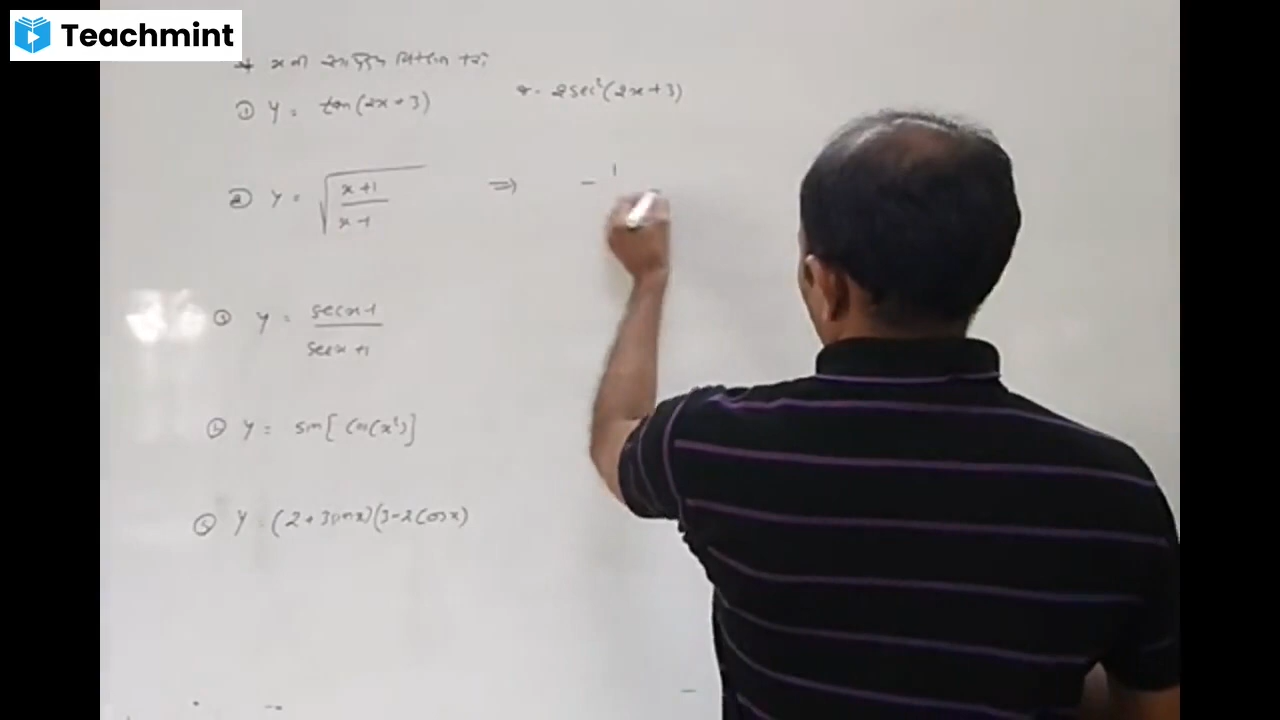 Teachmint
x ની
① y = tan(2x+3) 2sec²(2x+3)
② y = √(x+1 / x-1) ⇒ - 1
③ y = secx-1 / secx+1
y = sin[cos(x²)]
⑤ y = (2+3sinx)(3-2cosx)